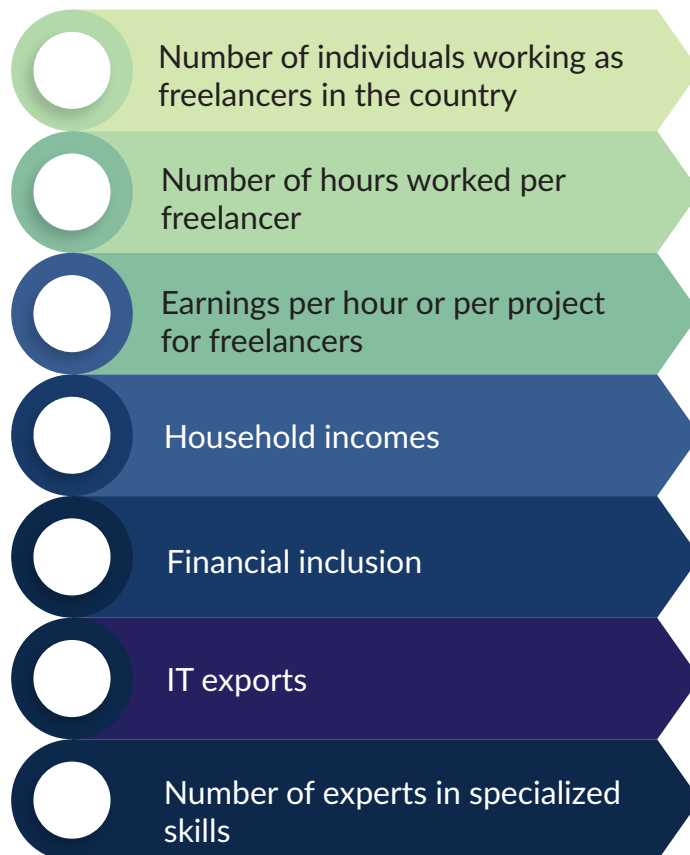 Number of individuals working as
freelancers in the country
Number of hours worked per
freelancer
Earnings per hour or per project
for freelancers
Household incomes
Financial inclusion
IT exports
Number of experts in specialized
skills